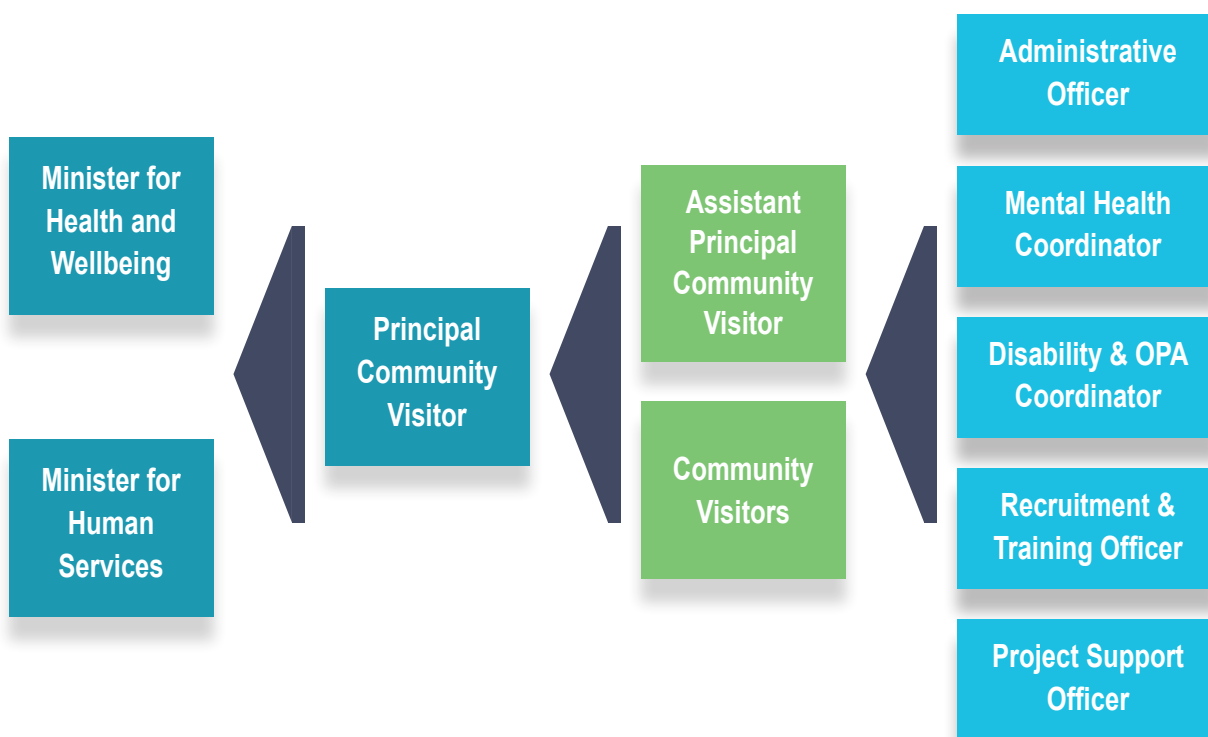 Minister for
Health and
Wellbeing
Minister for
Human
Services
Principal
Community
Visitor
Assistant
Principal
Community
Visitor
Community
Visitors
Administrative
Officer
Mental Health
Coordinator
Disability & OPA
Coordinator
Recruitment &
Training Officer
Project Support
Officer